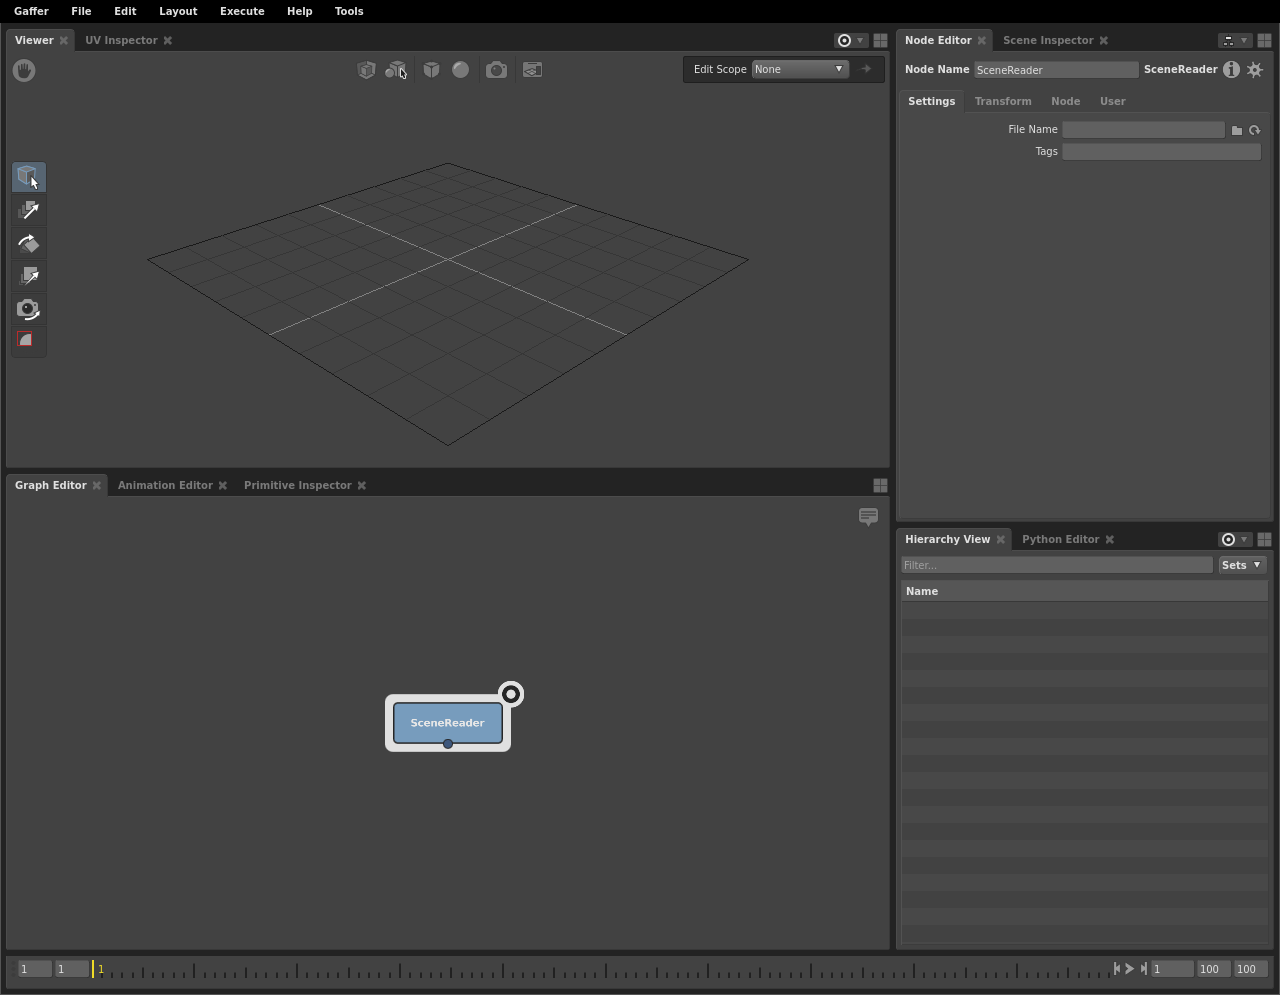 Gaffer File Edit Layout Execute Help Tools
Viewer UV Inspector
Edit Scope None
Node Editor Scene Inspector
Node Name SceneReader SceneReader
Settings Transform Node User
File Name
Tags
Graph Editor Animation Editor Primitive Inspector
SceneReader
Hierarchy View Python Editor
Filter... Sets
Name
1 1 1 1 100 100